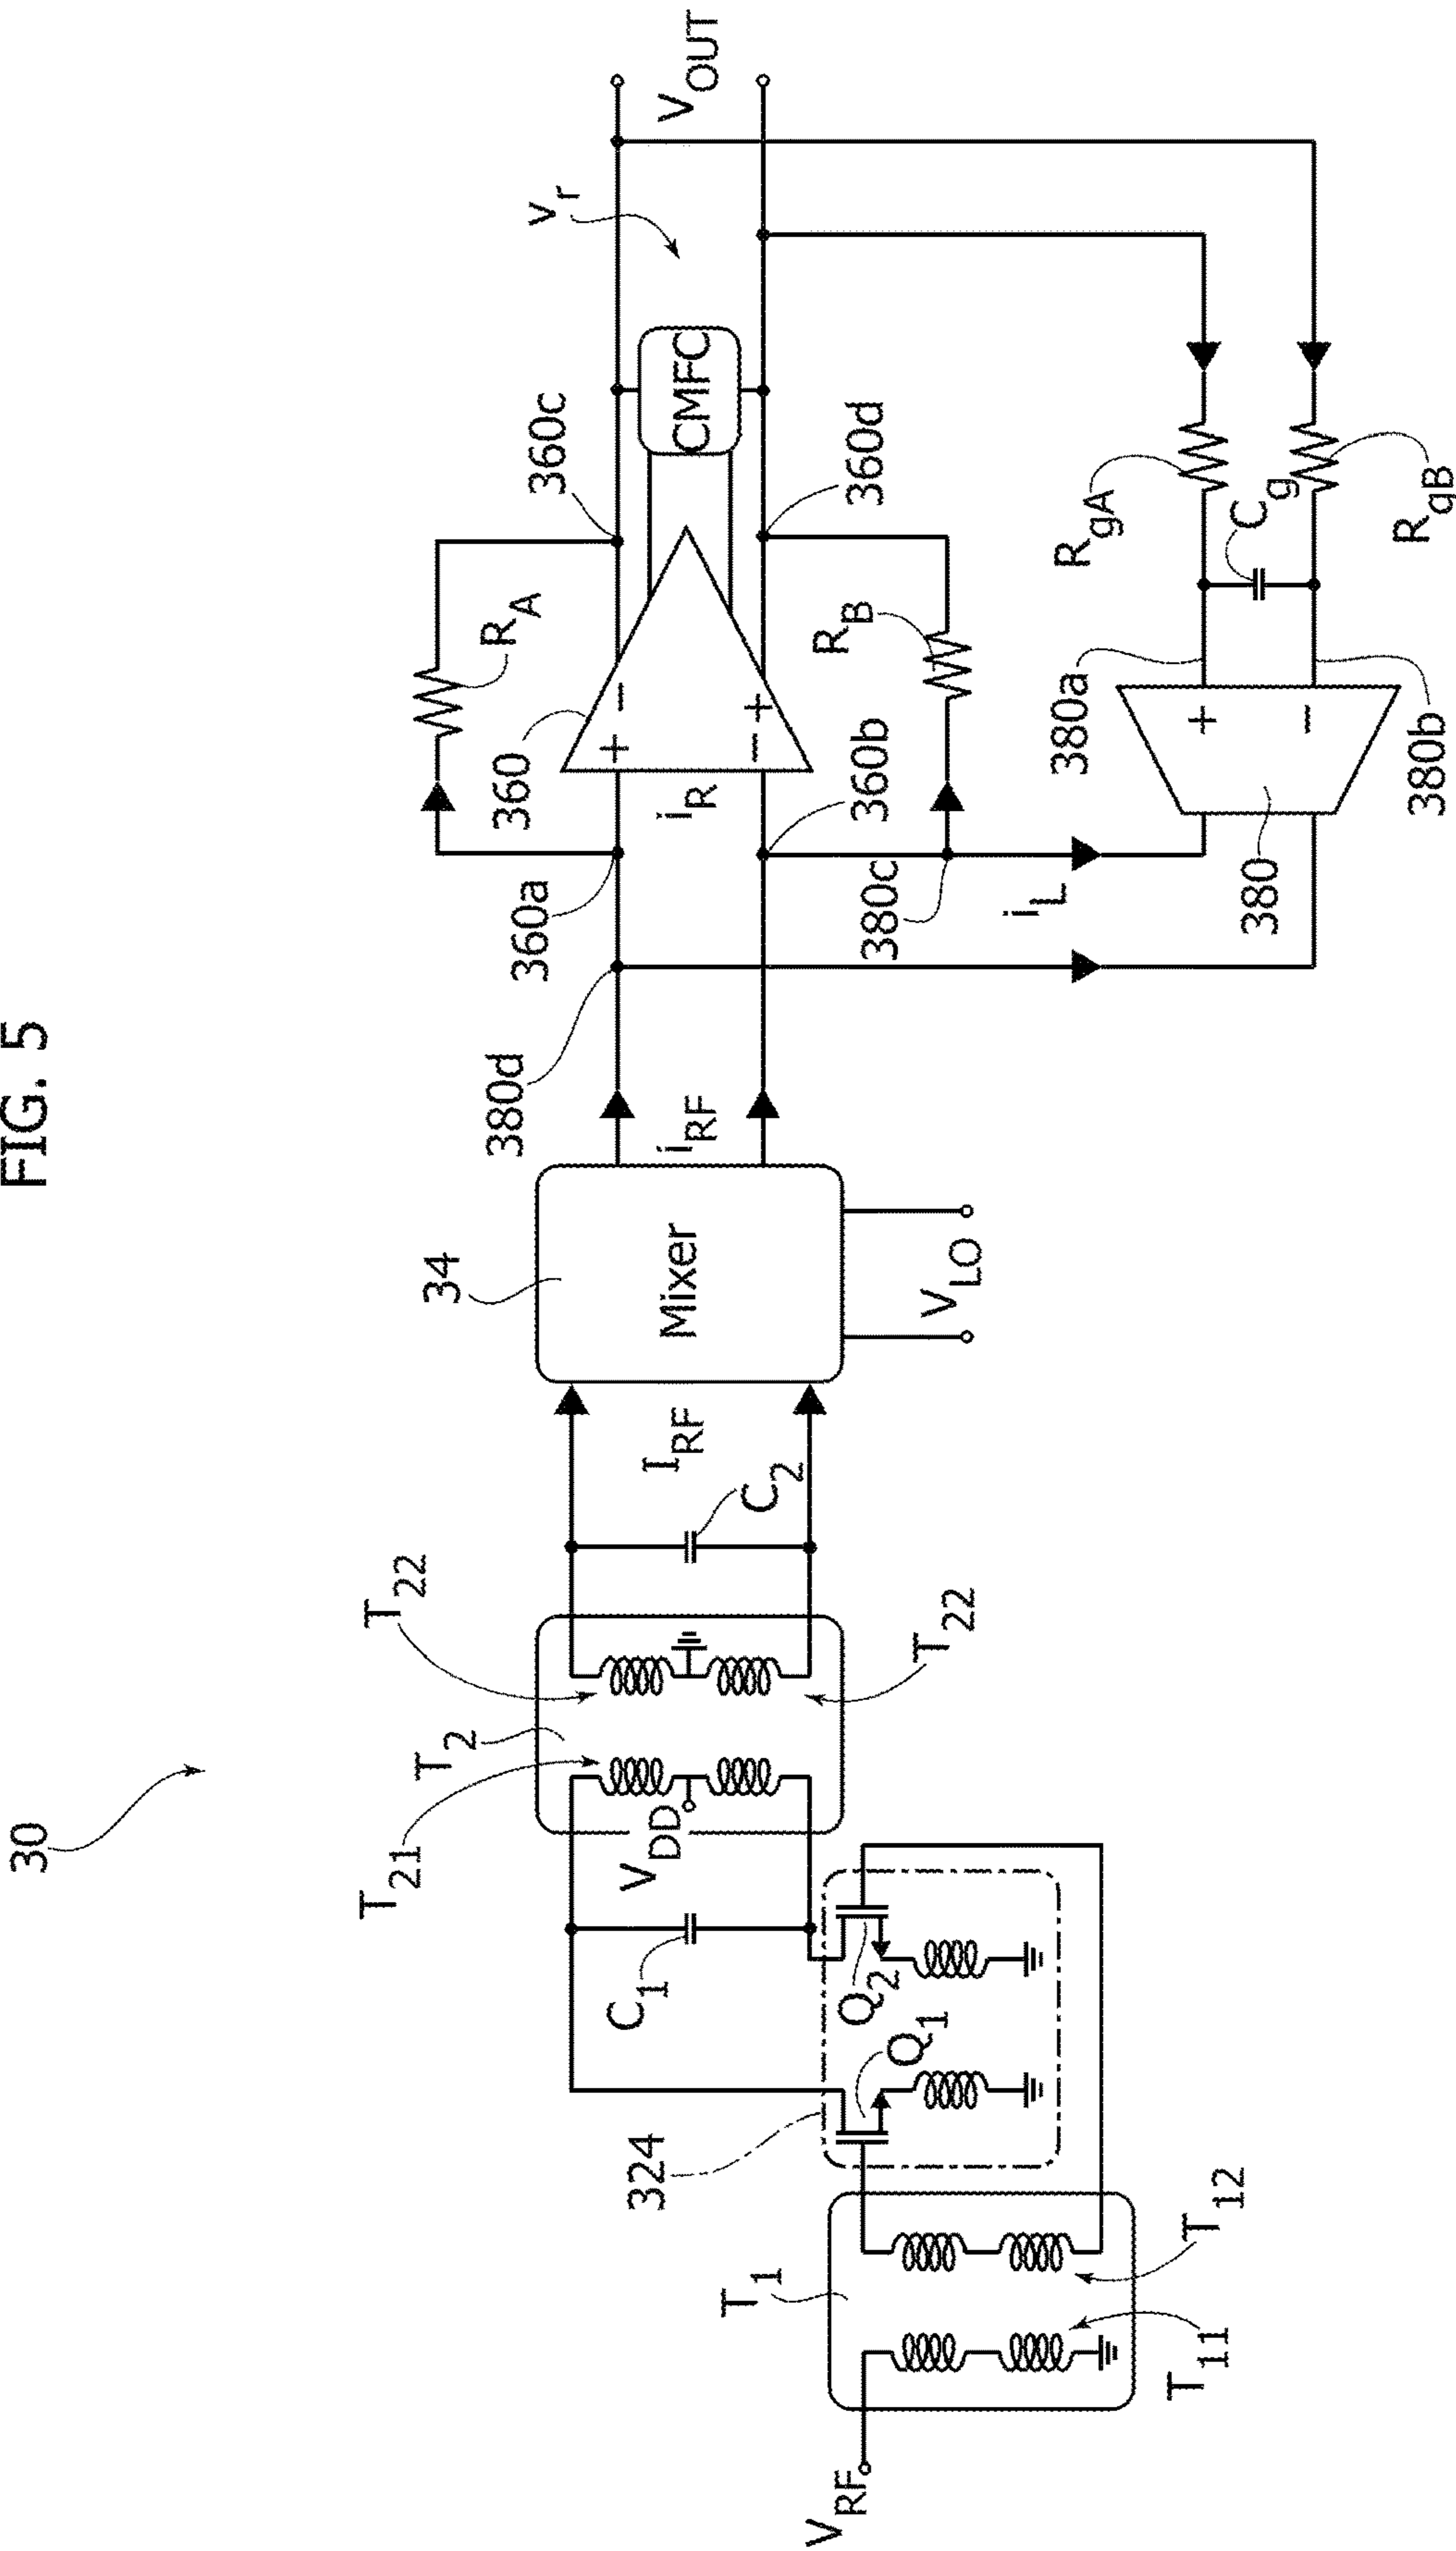 FIG. 5
30
V_RF
T_1
T_11
T_12
324
Q_1
Q_2
C_1
V_DD
T_21
T_2
T_22
T_22
C_2
I_RF
34
Mixer
V_LO
i_RF
380d
360a
360
i_R
+
−
−
+
360b
380c
i_L
R_A
R_B
360c
360d
CMFC
v_r
V_OUT
380
380a
380b
+
−
C_g
R_gA
R_gB